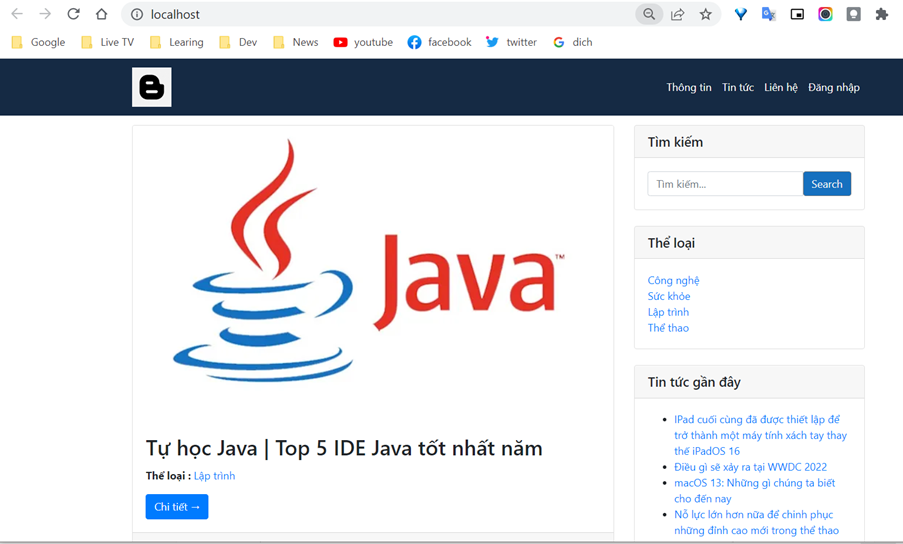 localhost
Google Live TV Learing Dev News youtube facebook twitter dich
Thông tin Tin tức Liên hệ Đăng nhập
Java™
Tự học Java | Top 5 IDE Java tốt nhất năm
Thể loại : Lập trình
Chi tiết →
Tìm kiếm
Tìm kiếm... Search
Thể loại
Công nghệ
Sức khỏe
Lập trình
Thể thao
Tin tức gần đây
IPad cuối cùng đã được thiết lập để
trở thành một máy tính xách tay thay
thế iPadOS 16
Điều gì sẽ xảy ra tại WWDC 2022
macOS 13: Những gì chúng ta biết
cho đến nay
Nỗ lực lớn hơn nữa để chinh phục
những đỉnh cao mới trong thể thao